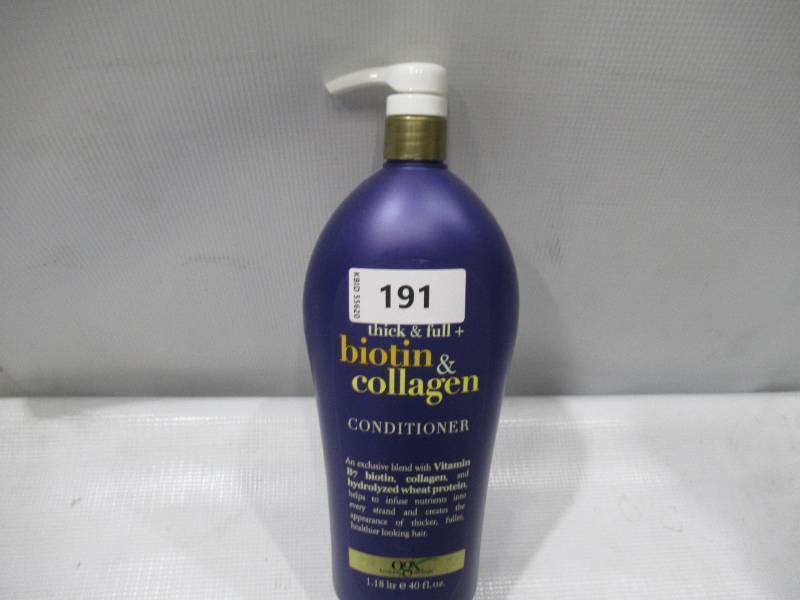 KBID 55620
191
thick & full +
biotin
&
collagen
CONDITIONER
An exclusive blend with Vitamin
B7 biotin, collagen, and
hydrolyzed wheat protein,
helps to infuse nutrients into
every strand and creates the
appearance of thicker, fuller,
healthier looking hair.
ogx
1.18 ltr ℮ 40 fl. oz.